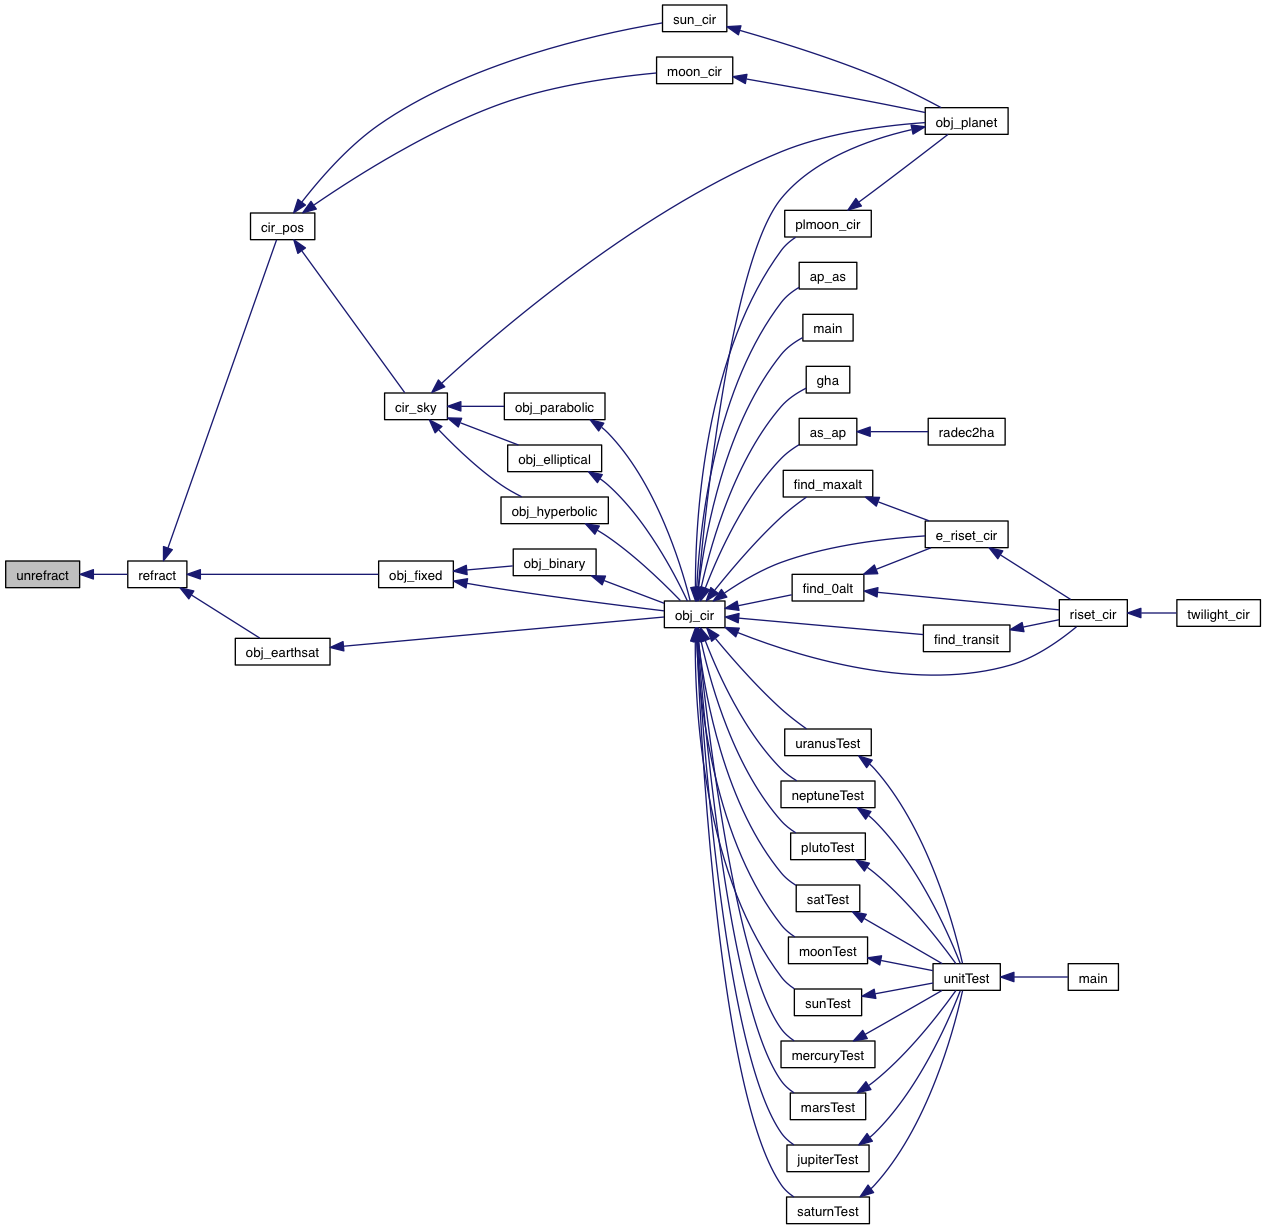 sun_cir
moon_cir
obj_planet
cir_pos
plmoon_cir
ap_as
main
gha
cir_sky
obj_parabolic
as_ap
radec2ha
obj_elliptical
find_maxalt
obj_hyperbolic
e_riset_cir
unrefract
refract
obj_fixed
obj_binary
find_0alt
obj_cir
riset_cir
twilight_cir
obj_earthsat
find_transit
uranusTest
neptuneTest
plutoTest
satTest
moonTest
unitTest
main
sunTest
mercuryTest
marsTest
jupiterTest
saturnTest